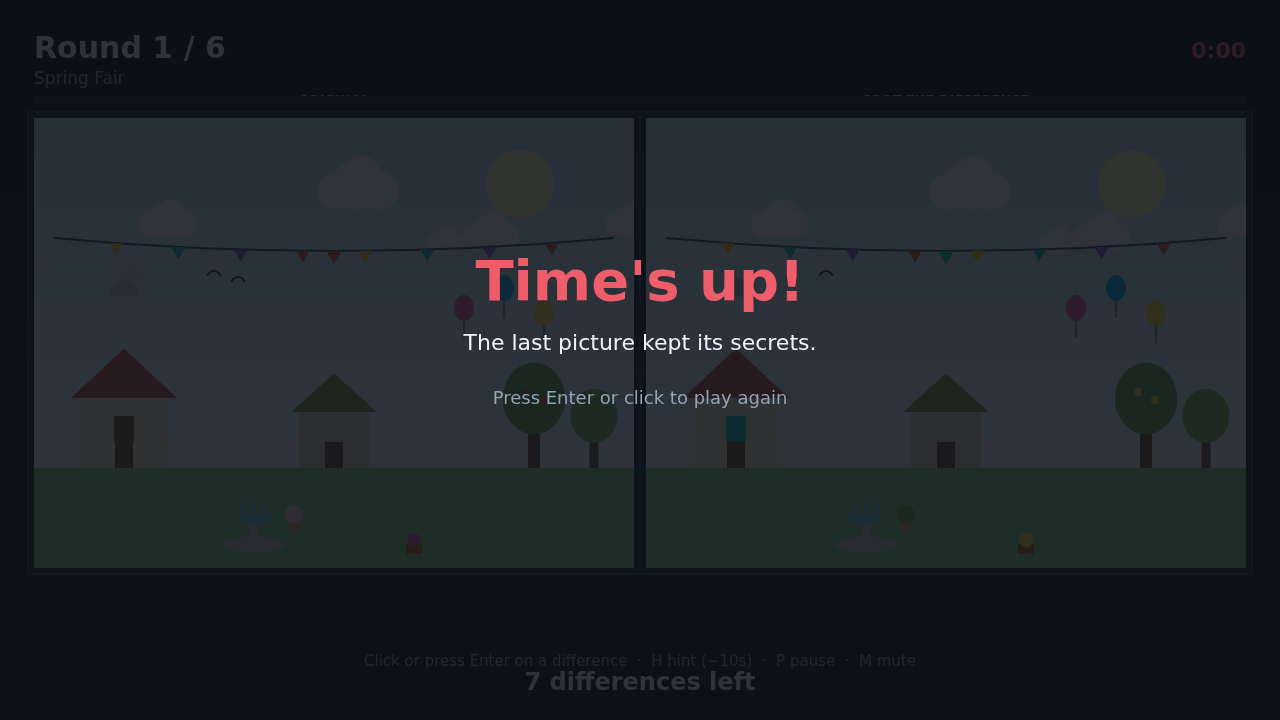 Round 1 / 6
0:00
Spring Fair
Time's up!
The last picture kept its secrets.
Press Enter or click to play again
Click or press Enter on a difference · H hint (−10s) · P pause · M mute
7 differences left